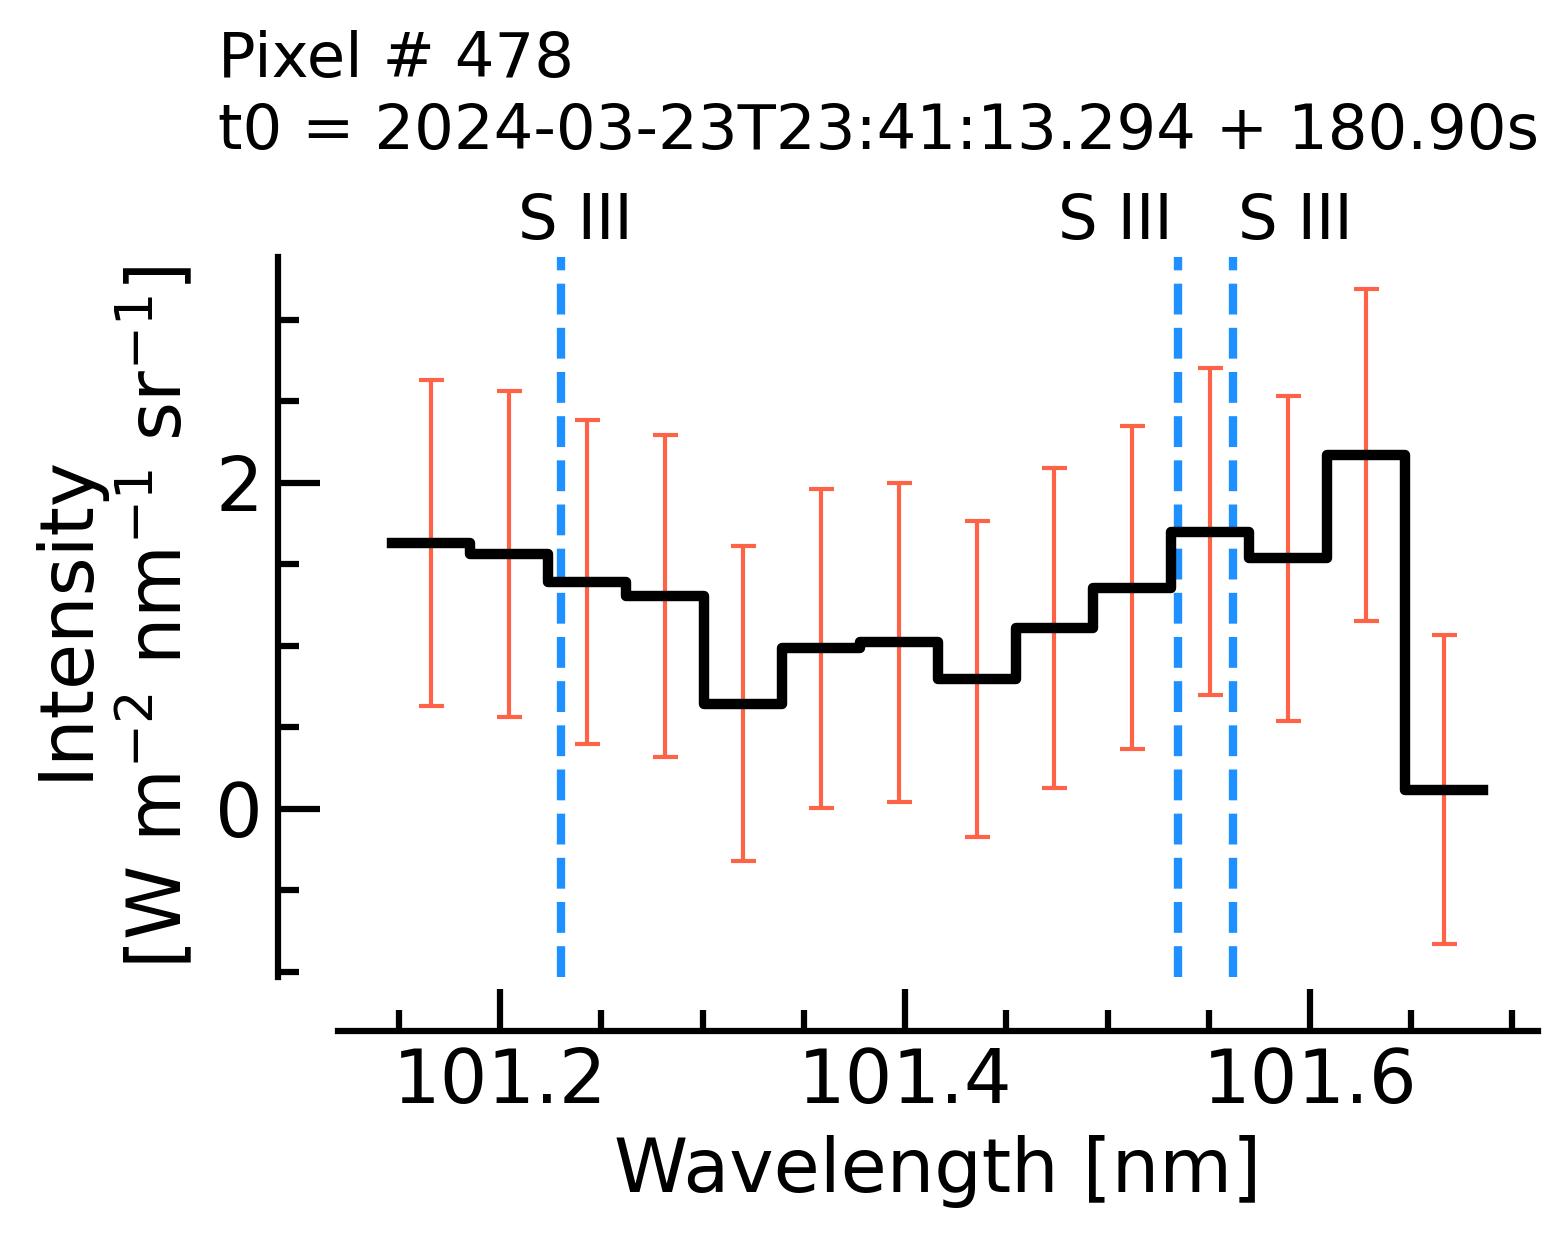 Pixel # 478
t0 = 2024-03-23T23:41:13.294 + 180.90s
S III S III S III
Intensity
[W m⁻² nm⁻¹ sr⁻¹]
2
0
101.2 101.4 101.6
Wavelength [nm]